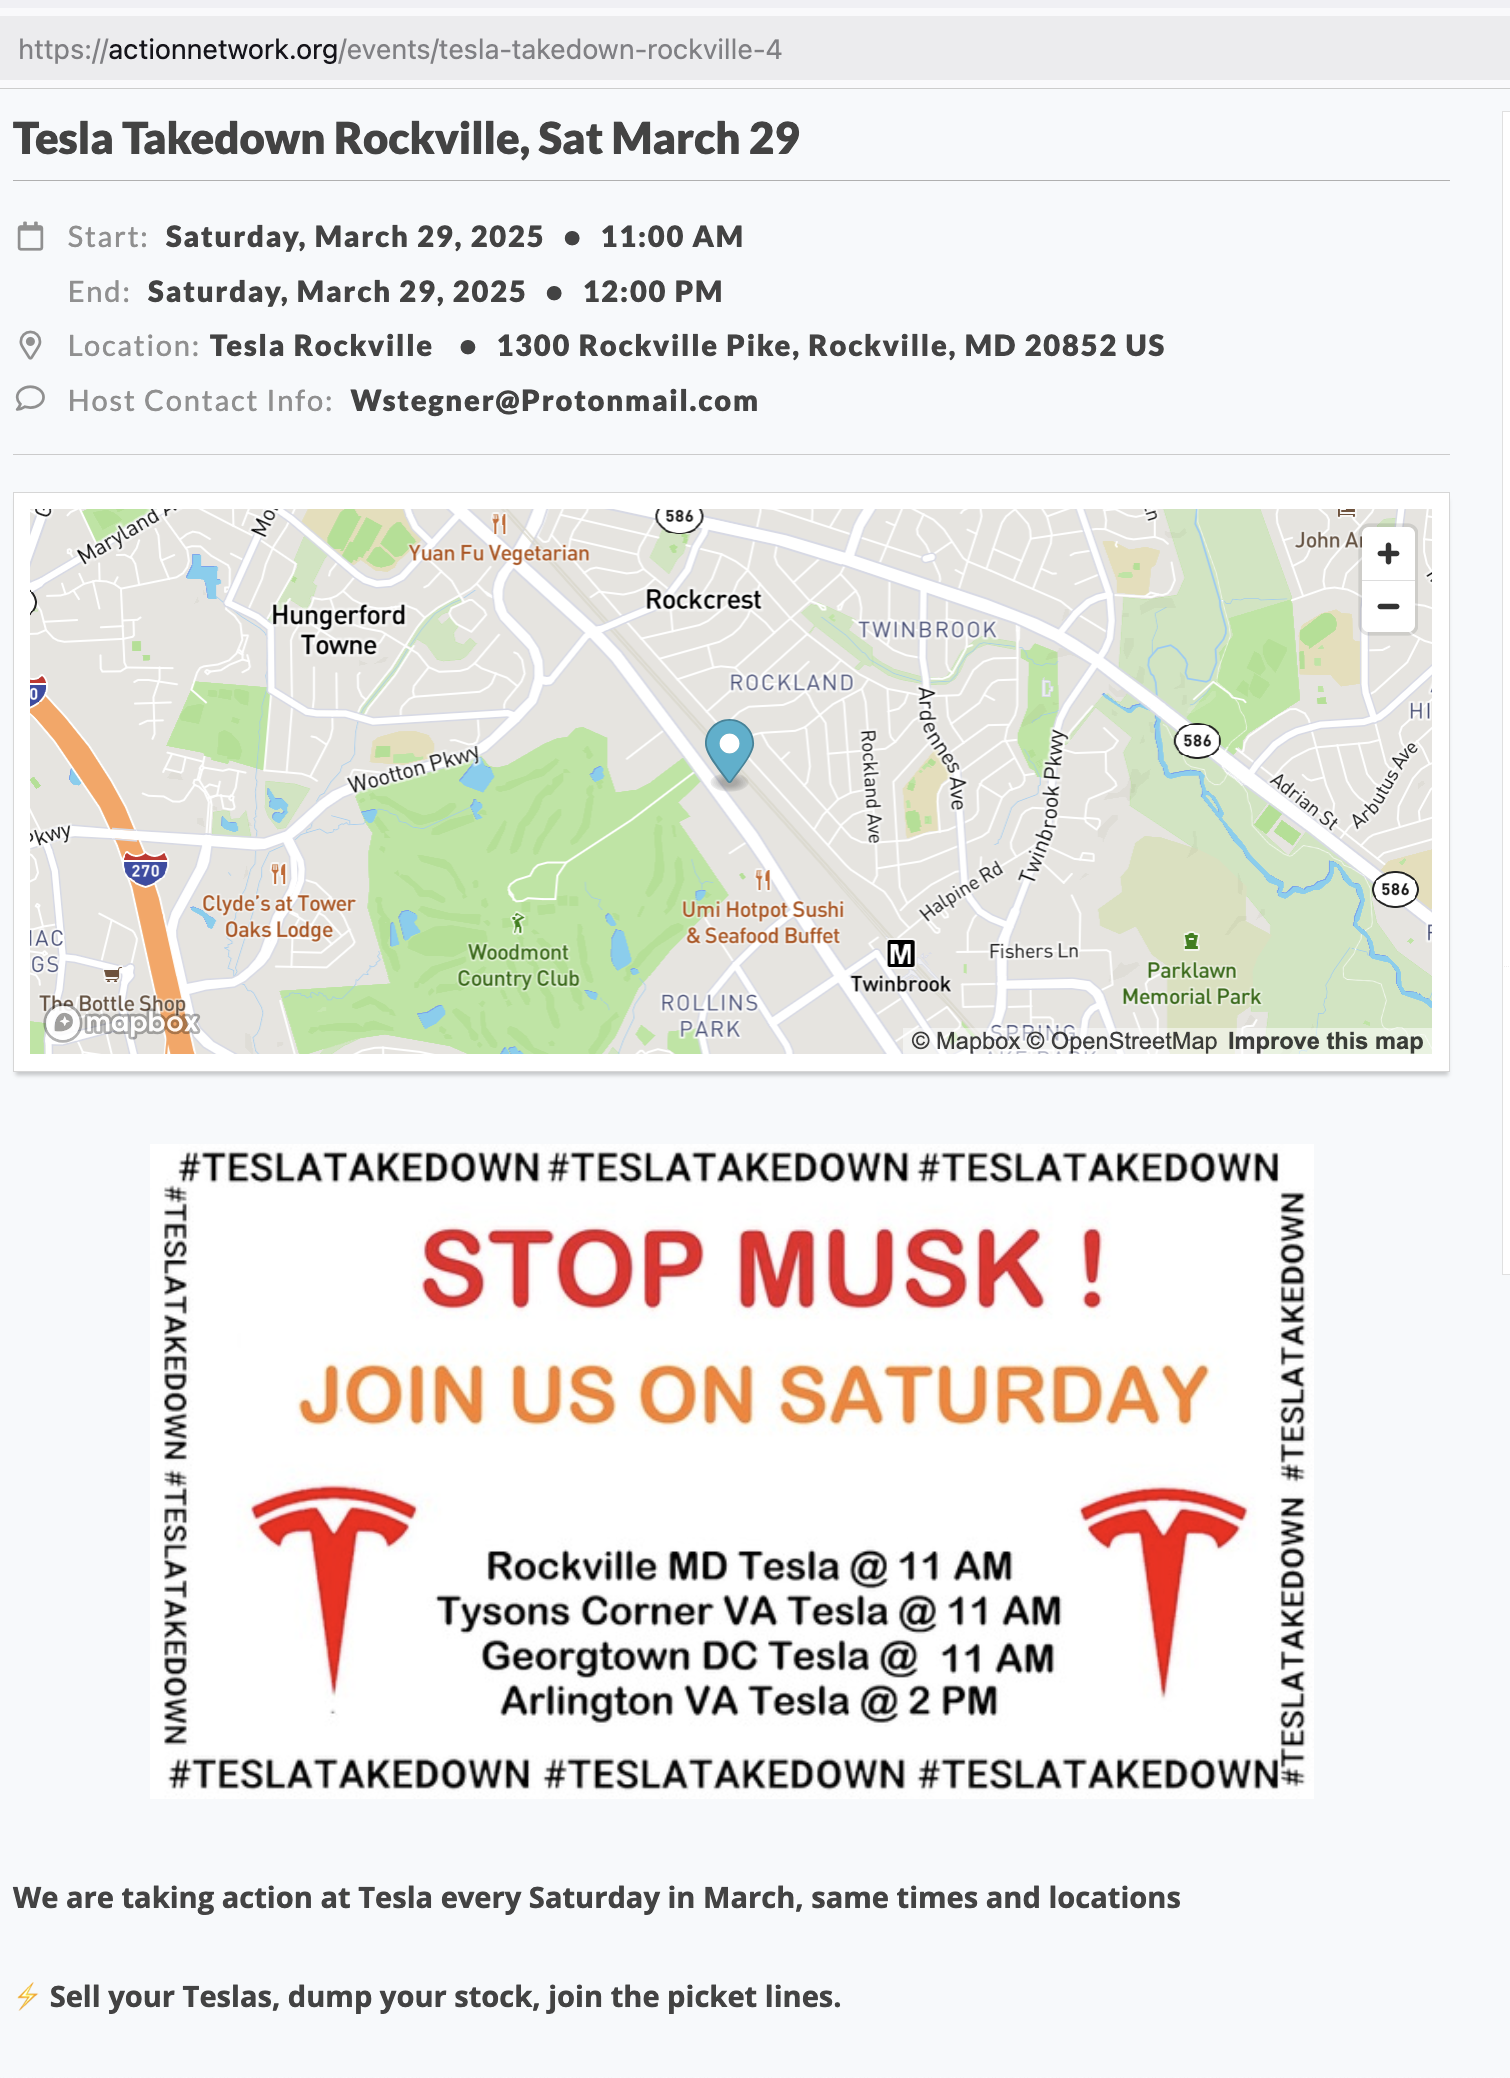 https://actionnetwork.org/events/tesla-takedown-rockville-4
Tesla Takedown Rockville, Sat March 29
Start: Saturday, March 29, 2025 ● 11:00 AM
End: Saturday, March 29, 2025 ● 12:00 PM
Location: Tesla Rockville ● 1300 Rockville Pike, Rockville, MD 20852 US
Host Contact Info: Wstegner@Protonmail.com
586
Maryland
Yuan Fu Vegetarian
John
+
−
Rockcrest
Hungerford
Towne
TWINBROOK
ROCKLAND
Ardennes Ave
Rockland Ave
Twinbrook Pkwy
586
Wootton Pkwy
Adrian St
Arbutus Ave
Pkwy
270
Clyde's at Tower
Oaks Lodge
Umi Hotpot Sushi
& Seafood Buffet
Halpine Rd
586
Woodmont
Country Club
M
Twinbrook
Fishers Ln
Parklawn
Memorial Park
The Bottle Shop
ROLLINS
PARK
mapbox
© Mapbox © OpenStreetMap Improve this map
#TESLATAKEDOWN #TESLATAKEDOWN #TESLATAKEDOWN
#TESLATAKEDOWN #TESLATAKEDOWN
#TESLATAKEDOWN #TESLATAKEDOWN
STOP MUSK !
JOIN US ON SATURDAY
Rockville MD Tesla @ 11 AM
Tysons Corner VA Tesla @ 11 AM
Georgtown DC Tesla @ 11 AM
Arlington VA Tesla @ 2 PM
#TESLATAKEDOWN #TESLATAKEDOWN #TESLATAKEDOWN
We are taking action at Tesla every Saturday in March, same times and locations
⚡ Sell your Teslas, dump your stock, join the picket lines.